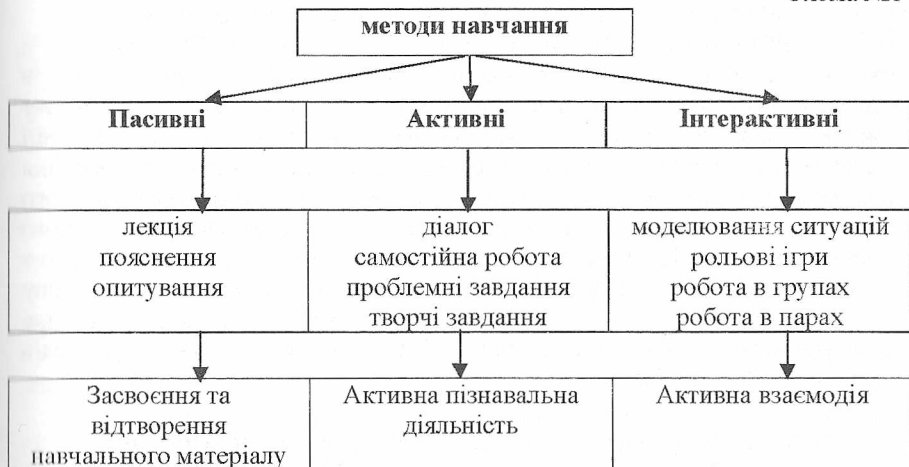 методи навчання
Пасивні
Активні
Інтерактивні
лекція
пояснення
опитування
діалог
самостійна робота
проблемні завдання
творчі завдання
моделювання ситуацій
рольові ігри
робота в групах
робота в парах
Засвоєння та
відтворення
навчального матеріалу
Активна пізнавальна
діяльність
Активна взаємодія